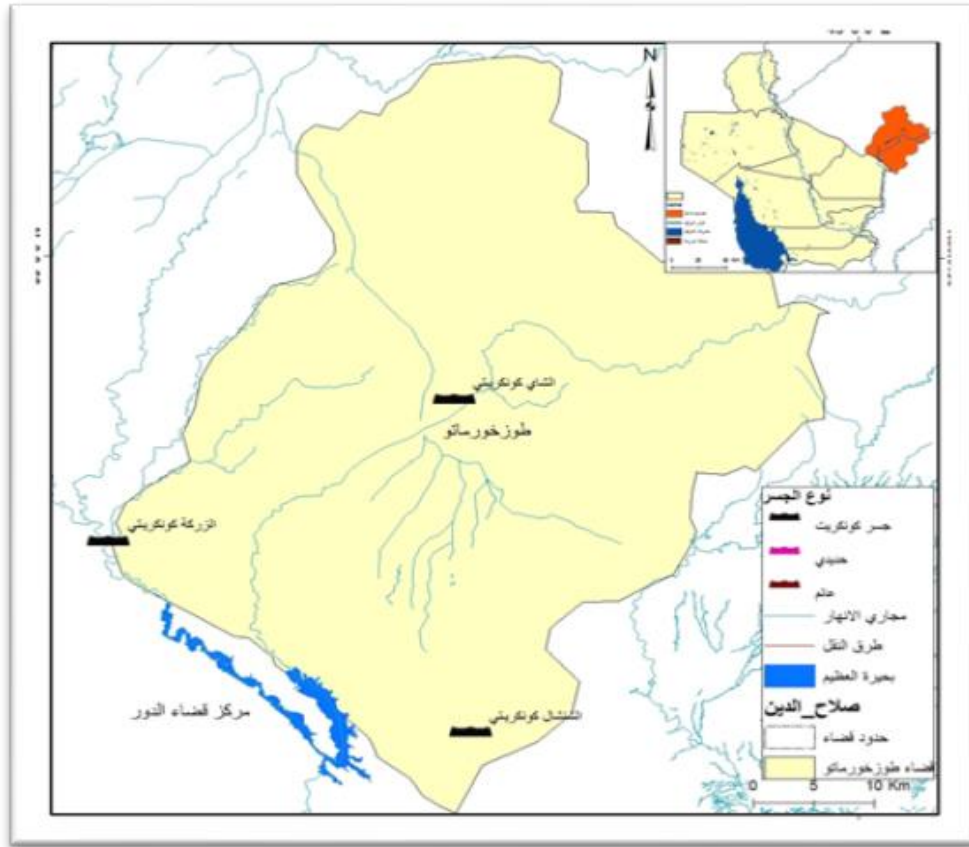 N
الشاي كونكريتي
طوزخورماتو
الزركة كونكريتي
الشنشال كونكريتي
مركز قضاء الدور
نوع الجسر
جسر كونكريت
حديدي
عائم
مجاري الانهار
طرق النقل
بحيرة العظيم
صلاح_الدين
حدود قضاء
قضاء طوزخورماتو
0 5 10 Km